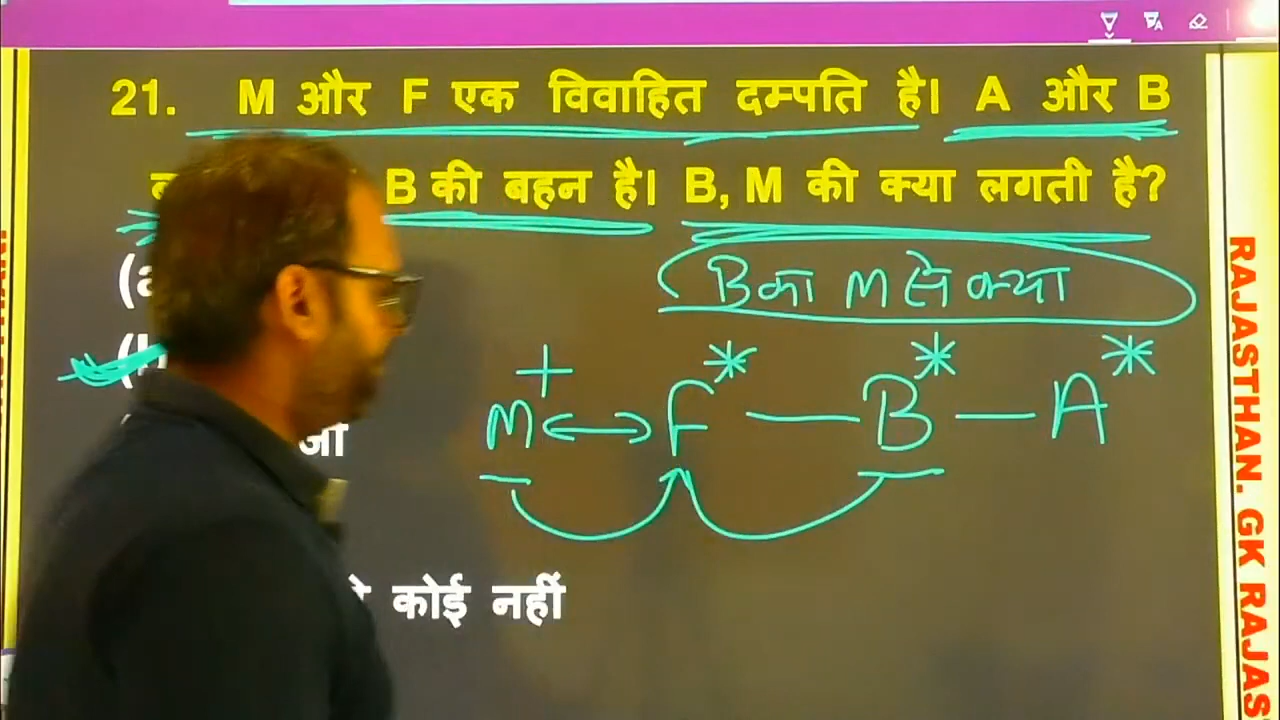 21. M और F एक विवाहित दम्पति है। A और B
B की बहन है। B, M की क्या लगती है?
B का M से क्या
M ↔ F* — B* — A*
कोई नहीं
RAJASTHAN. GK RAJAS